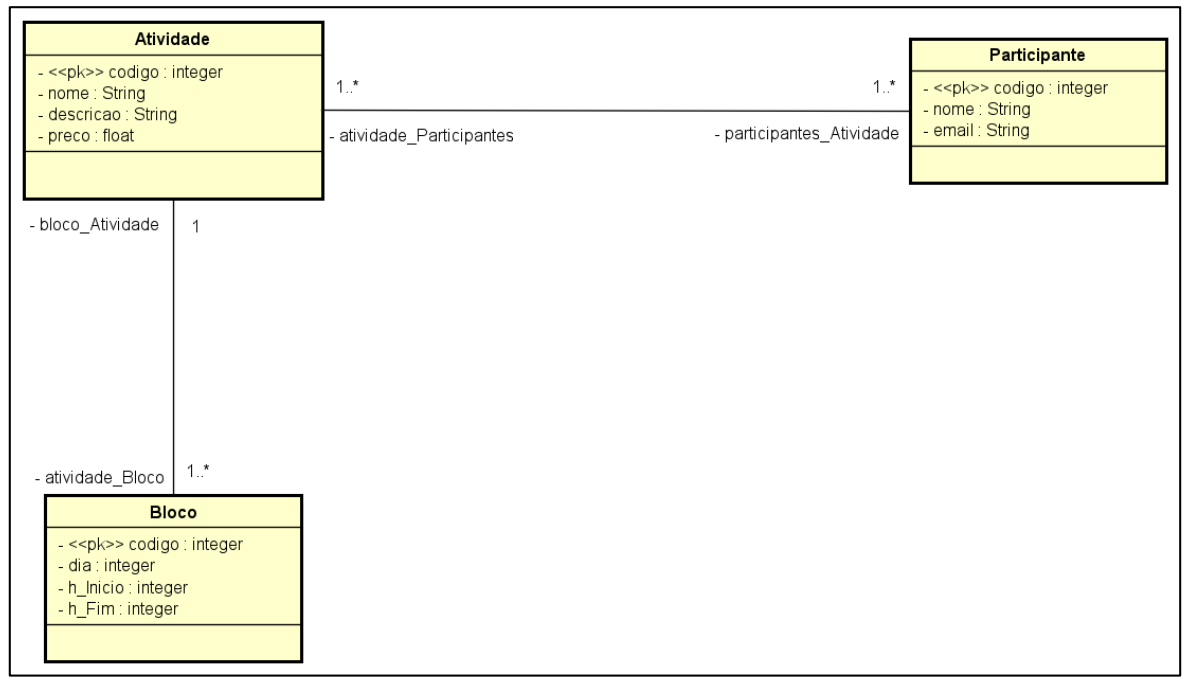 Atividade
- <<pk>> codigo : integer
- nome : String
- descricao : String
- preco : float
1..*
- atividade_Participantes
1..*
- participantes_Atividade
Participante
- <<pk>> codigo : integer
- nome : String
- email : String
- bloco_Atividade
1
- atividade_Bloco
1..*
Bloco
- <<pk>> codigo : integer
- dia : integer
- h_Inicio : integer
- h_Fim : integer